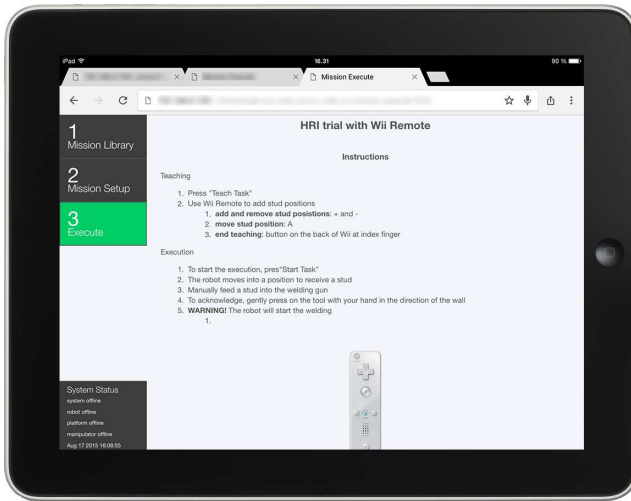 iPad
16.31
90 %
Mission Execute
1
Mission Library
2
Mission Setup
3
Execute
HRI trial with Wii Remote
Instructions
Teaching
1. Press "Teach Task"
2. Use Wii Remote to add stud positions
1. add and remove stud posistions: + and -
2. move stud position: A
3. end teaching: button on the back of Wii at index finger
Execution
1. To start the execution, pres"Start Task"
2. The robot moves into a position to receive a stud
3. Manually feed a stud into the welding gun
4. To acknowledge, gently press on the tool with your hand in the direction of the wall
5. WARNING! The robot will start the welding
1.
System Status
system offline
robot offline
platform offline
manipulator offline
Aug 17 2015 16:08:55